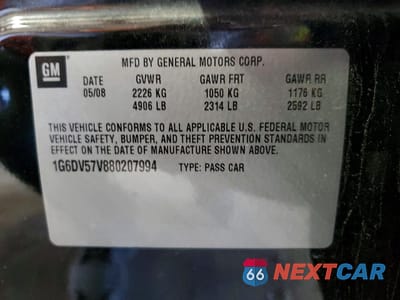 GM
MFD BY GENERAL MOTORS CORP.
DATE GVWR GAWR FRT GAWR RR
05/08 2226 KG 1050 KG 1176 KG
4906 LB 2314 LB 2592 LB
THIS VEHICLE CONFORMS TO ALL APPLICABLE U.S. FEDERAL MOTOR
VEHICLE SAFETY, BUMPER, AND THEFT PREVENTION STANDARDS IN
EFFECT ON THE DATE OF MANUFACTURE SHOWN ABOVE.
1G6DV57V880207994 TYPE: PASS CAR
66 NEXTCAR